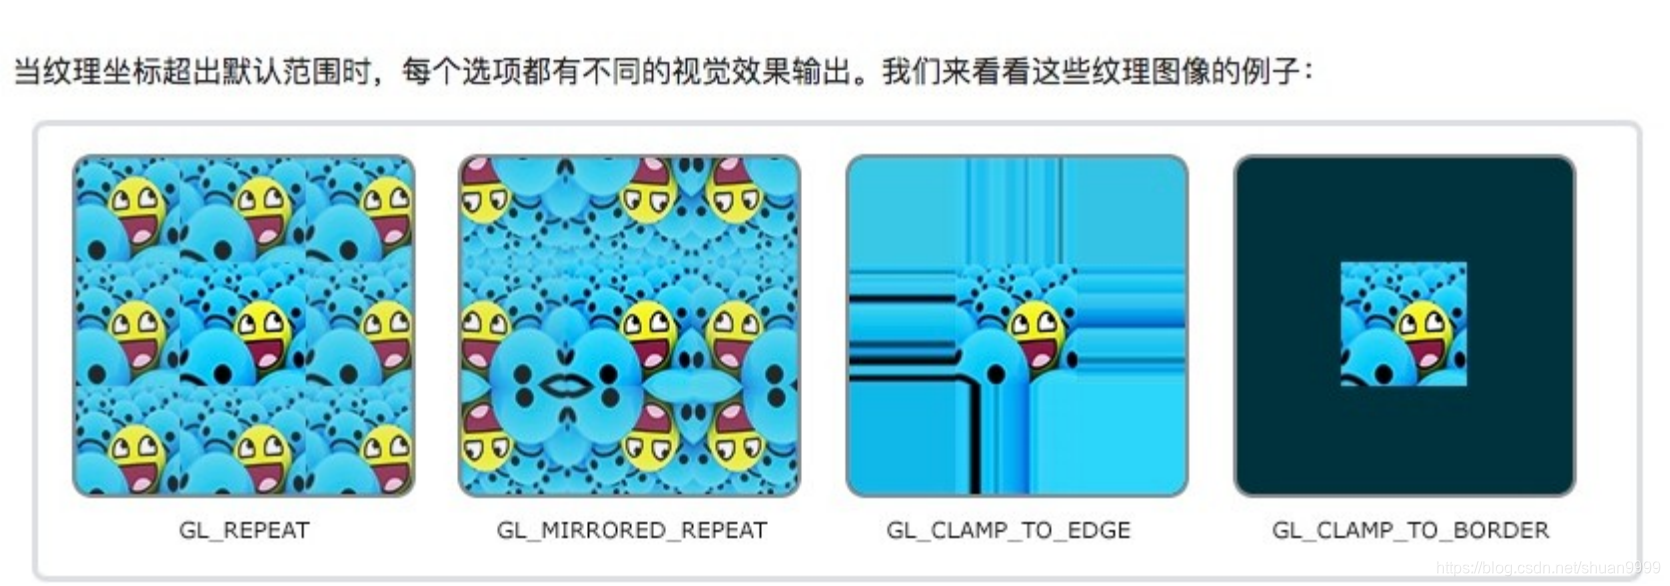 当纹理坐标超出默认范围时，每个选项都有不同的视觉效果输出。我们来看看这些纹理图像的例子：
GL_REPEAT
GL_MIRRORED_REPEAT
GL_CLAMP_TO_EDGE
GL_CLAMP_TO_BORDER
https://blog.csdn.net/shuan9999